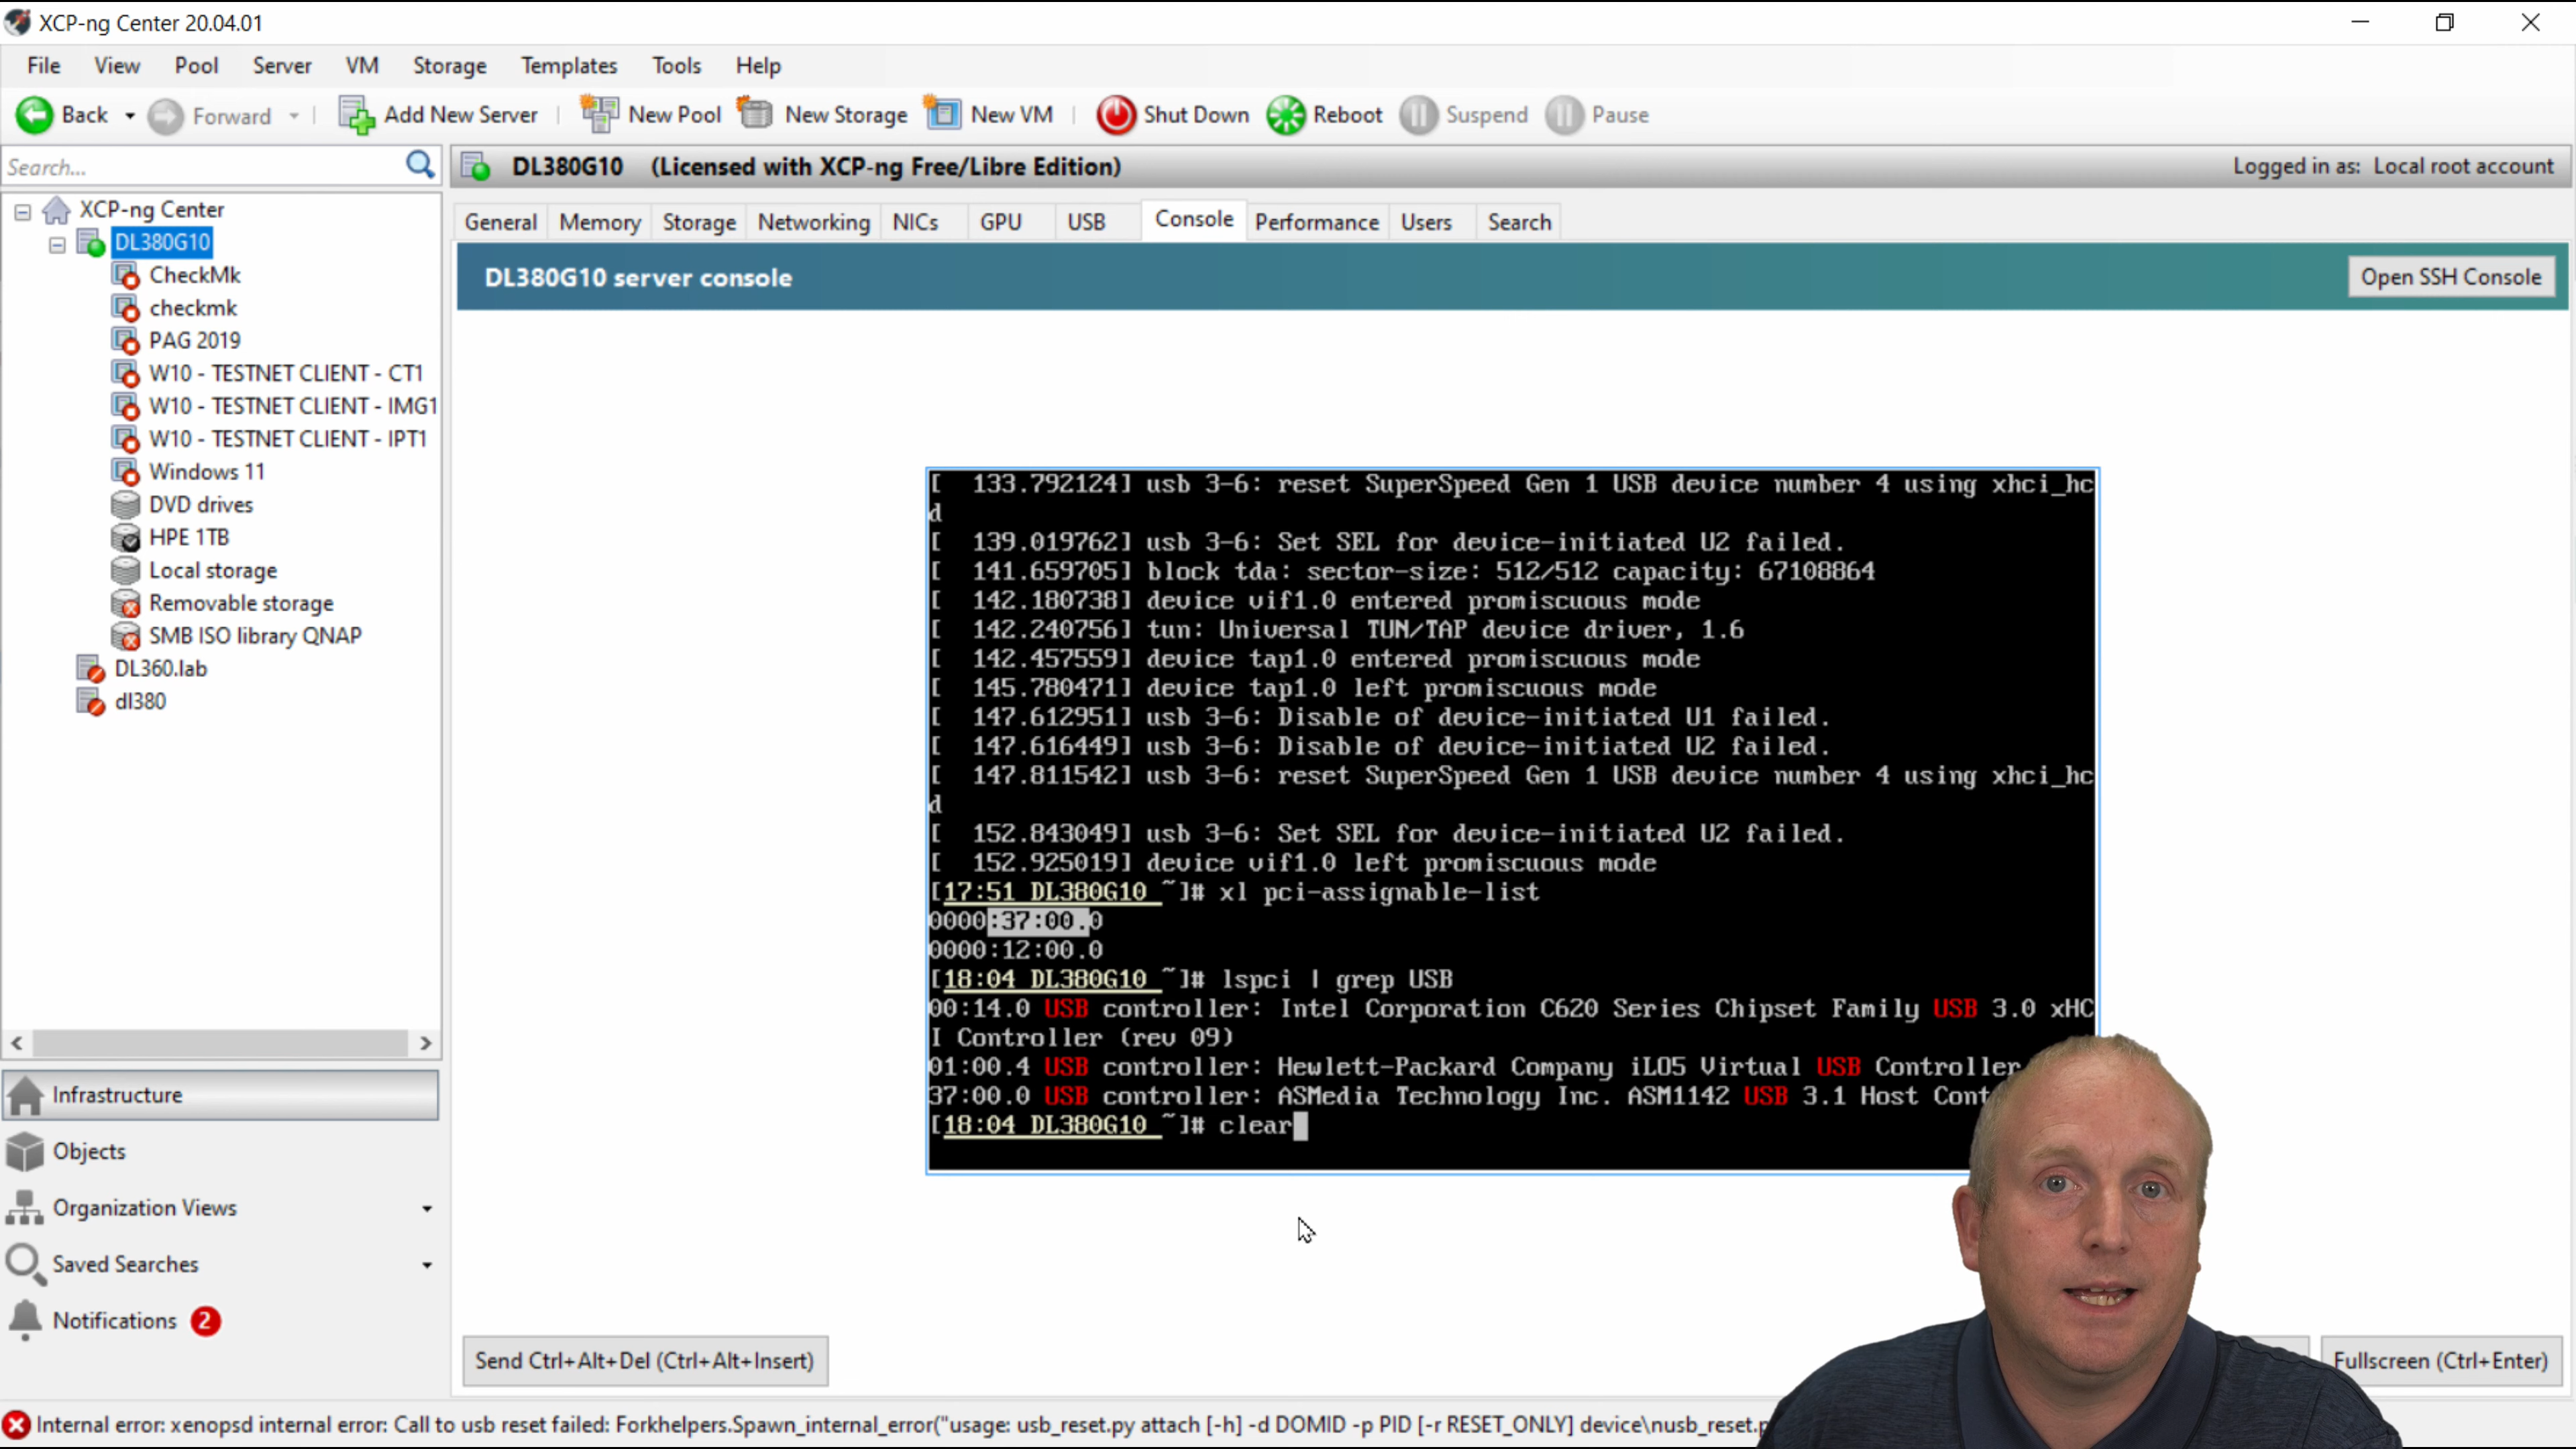 XCP-ng Center 20.04.01
File View Pool Server VM Storage Templates Tools Help
Back Forward Add New Server New Pool New Storage New VM Shut Down Reboot Suspend Pause
Search...
DL380G10 (Licensed with XCP-ng Free/Libre Edition)
Logged in as: Local root account
XCP-ng Center
DL380G10
CheckMk
checkmk
PAG 2019
W10 - TESTNET CLIENT - CT1
W10 - TESTNET CLIENT - IMG1
W10 - TESTNET CLIENT - IPT1
Windows 11
DVD drives
HPE 1TB
Local storage
Removable storage
SMB ISO library QNAP
DL360.lab
dl380
Infrastructure
Objects
Organization Views
Saved Searches
Notifications 2
General Memory Storage Networking NICs GPU USB Console Performance Users Search
DL380G10 server console
Open SSH Console
[ 133.792124] usb 3-6: reset SuperSpeed Gen 1 USB device number 4 using xhci_hc
d
[ 139.019762] usb 3-6: Set SEL for device-initiated U2 failed.
[ 141.659705] block tda: sector-size: 512/512 capacity: 67108864
[ 142.180738] device vif1.0 entered promiscuous mode
[ 142.240756] tun: Universal TUN/TAP device driver, 1.6
[ 142.457559] device tap1.0 entered promiscuous mode
[ 145.780471] device tap1.0 left promiscuous mode
[ 147.612951] usb 3-6: Disable of device-initiated U1 failed.
[ 147.616449] usb 3-6: Disable of device-initiated U2 failed.
[ 147.811542] usb 3-6: reset SuperSpeed Gen 1 USB device number 4 using xhci_hc
d
[ 152.843049] usb 3-6: Set SEL for device-initiated U2 failed.
[ 152.925019] device vif1.0 left promiscuous mode
[17:51 DL380G10 ~]# xl pci-assignable-list
0000:37:00.0
0000:12:00.0
[18:04 DL380G10 ~]# lspci | grep USB
00:14.0 USB controller: Intel Corporation C620 Series Chipset Family USB 3.0 xHC
I Controller (rev 09)
01:00.4 USB controller: Hewlett-Packard Company iLO5 Virtual USB Controller
37:00.0 USB controller: ASMedia Technology Inc. ASM1142 USB 3.1 Host Cont
[18:04 DL380G10 ~]# clear
Send Ctrl+Alt+Del (Ctrl+Alt+Insert)
Fullscreen (Ctrl+Enter)
Internal error: xenopsd internal error: Call to usb reset failed: Forkhelpers.Spawn_internal_error("usage: usb_reset.py attach [-h] -d DOMID -p PID [-r RESET_ONLY] device\nusb_reset.p